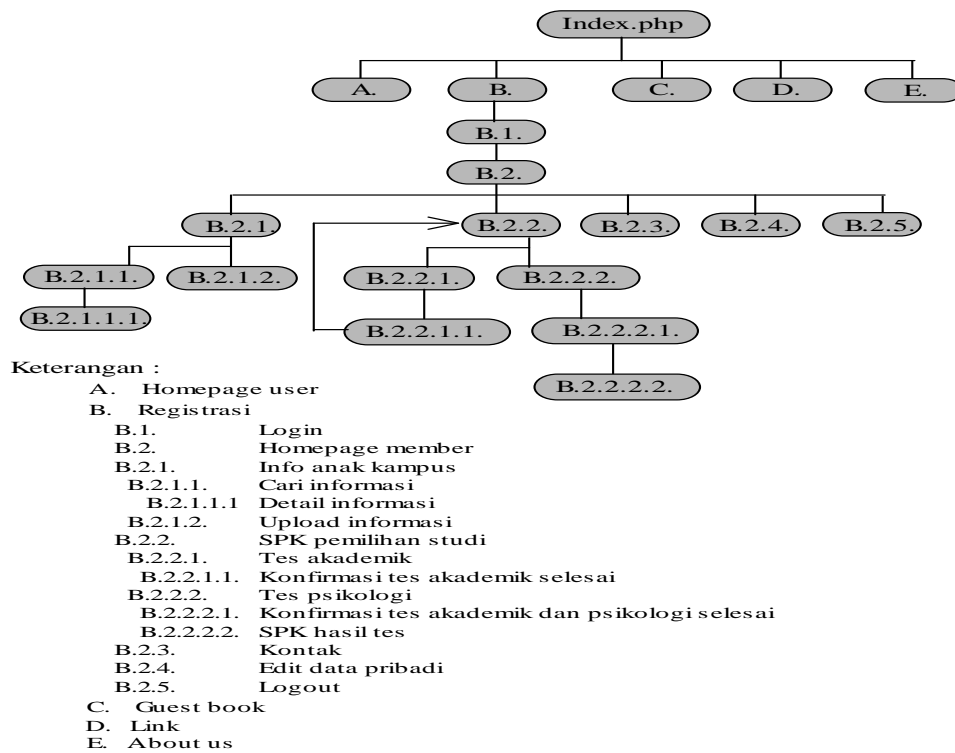 Index.php
A. B. C. D. E.
B.1.
B.2.
B.2.1. B.2.2. B.2.3. B.2.4. B.2.5.
B.2.1.1. B.2.1.2. B.2.2.1. B.2.2.2.
B.2.1.1.1. B.2.2.1.1. B.2.2.2.1.
B.2.2.2.2.
Keterangan :
A. Homepage user
B. Registrasi
B.1. Login
B.2. Homepage member
B.2.1. Info anak kampus
B.2.1.1. Cari informasi
B.2.1.1.1 Detail informasi
B.2.1.2. Upload informasi
B.2.2. SPK pemilihan studi
B.2.2.1. Tes akademik
B.2.2.1.1. Konfirmasi tes akademik selesai
B.2.2.2. Tes psikologi
B.2.2.2.1. Konfirmasi tes akademik dan psikologi selesai
B.2.2.2.2. SPK hasil tes
B.2.3. Kontak
B.2.4. Edit data pribadi
B.2.5. Logout
C. Guest book
D. Link
E. About us